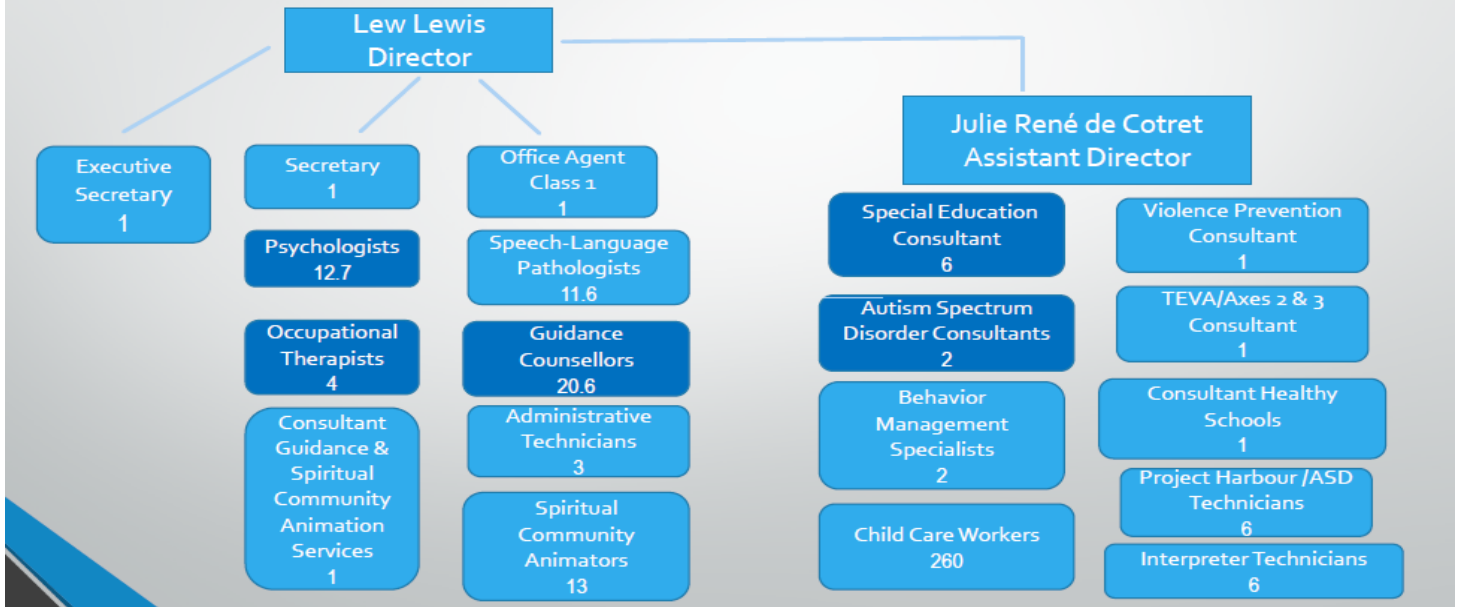 Lew Lewis
Director
Julie René de Cotret
Assistant Director
Executive
Secretary
1
Secretary
1
Office Agent
Class 1
1
Psychologists
12.7
Speech-Language
Pathologists
11.6
Occupational
Therapists
4
Guidance
Counsellors
20.6
Consultant
Guidance &
Spiritual
Community
Animation
Services
1
Administrative
Technicians
3
Spiritual
Community
Animators
13
Special Education
Consultant
6
Violence Prevention
Consultant
1
Autism Spectrum
Disorder Consultants
2
TEVA/Axes 2 & 3
Consultant
1
Behavior
Management
Specialists
2
Consultant Healthy
Schools
1
Project Harbour /ASD
Technicians
6
Child Care Workers
260
Interpreter Technicians
6